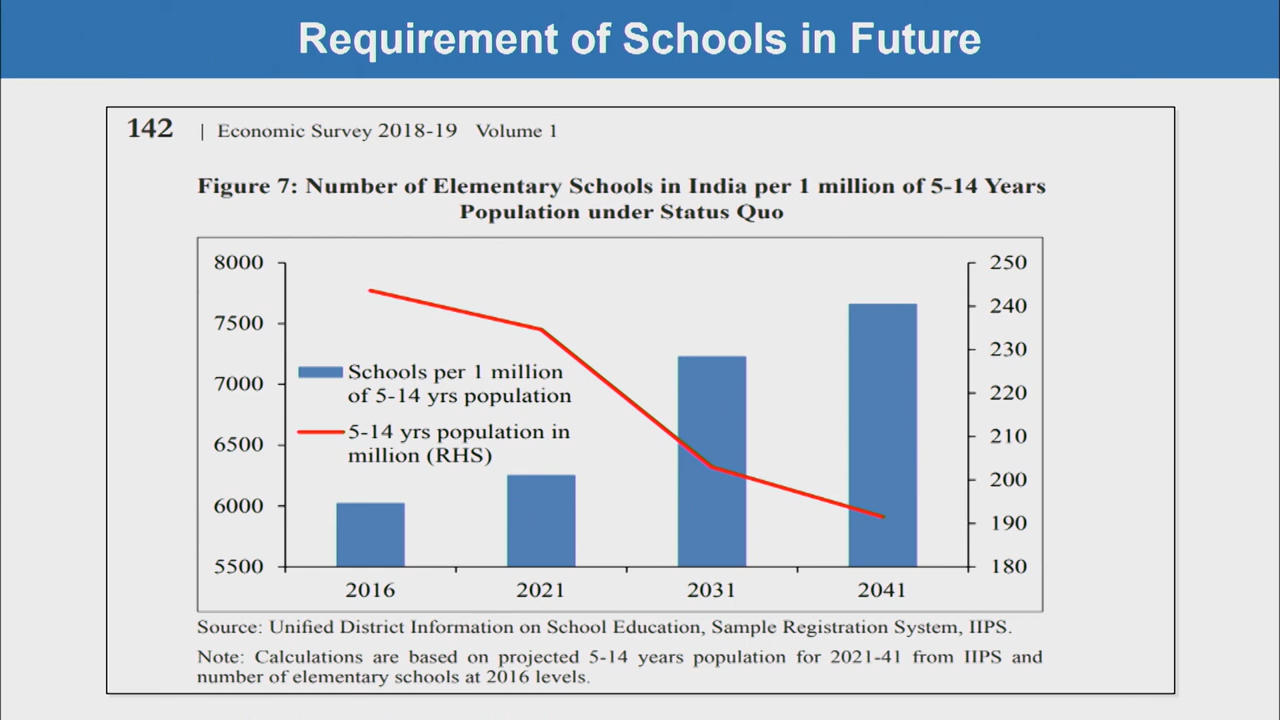 Requirement of Schools in Future
142 | Economic Survey 2018-19 Volume 1
Figure 7: Number of Elementary Schools in India per 1 million of 5-14 Years
Population under Status Quo
8000
7500
7000
6500
6000
5500
250
240
230
220
210
200
190
180
Schools per 1 million
of 5-14 yrs population
5-14 yrs population in
million (RHS)
2016 2021 2031 2041
Source: Unified District Information on School Education, Sample Registration System, IIPS.
Note: Calculations are based on projected 5-14 years population for 2021-41 from IIPS and
number of elementary schools at 2016 levels.